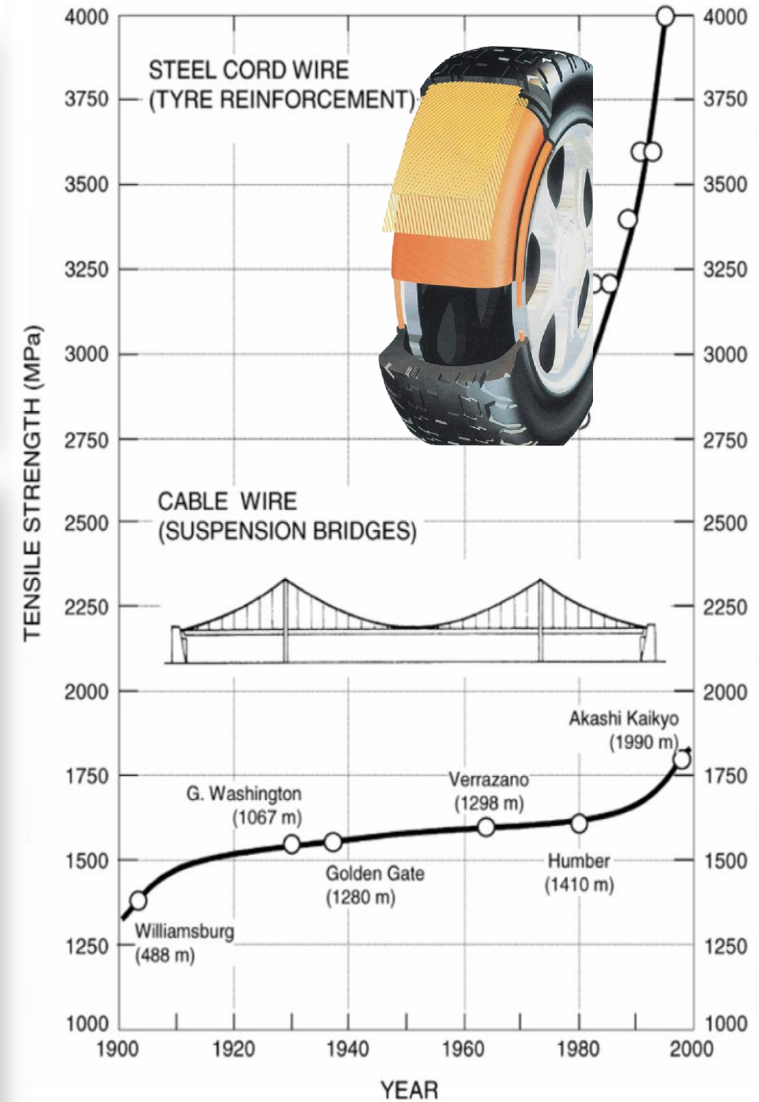 STEEL CORD WIRE
(TYRE REINFORCEMENT)
CABLE WIRE
(SUSPENSION BRIDGES)
Akashi Kaikyo
(1990 m)
G. Washington
(1067 m)
Verrazano
(1298 m)
Golden Gate
(1280 m)
Humber
(1410 m)
Williamsburg
(488 m)
TENSILE STRENGTH (MPa)
4000
3750
3500
3250
3000
2750
2500
2250
2000
1750
1500
1250
1000
4000
3750
3500
3250
3000
2750
2500
2250
2000
1750
1500
1250
1000
1900 1920 1940 1960 1980 2000
YEAR